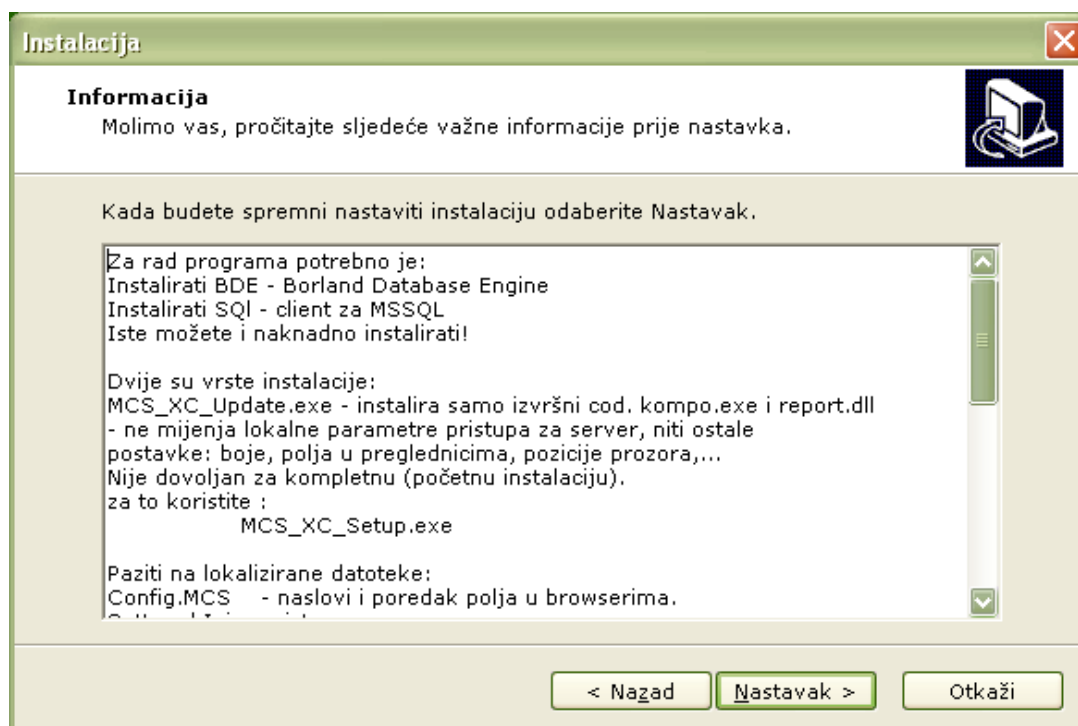 Instalacija
Informacija
Molimo vas, pročitajte sljedeće važne informacije prije nastavka.
Kada budete spremni nastaviti instalaciju odaberite Nastavak.
Za rad programa potrebno je:
Instalirati BDE - Borland Database Engine
Instalirati SQl - client za MSSQL
Iste možete i naknadno instalirati!
Dvije su vrste instalacije:
MCS_XC_Update.exe - instalira samo izvršni cod. kompo.exe i report.dll
- ne mijenja lokalne parametre pristupa za server, niti ostale
postavke: boje, polja u preglednicima, pozicije prozora,...
Nije dovoljan za kompletnu (početnu instalaciju).
za to koristite :
MCS_XC_Setup.exe
Paziti na lokalizirane datoteke:
Config.MCS - naslovi i poredak polja u browserima.
< Nazad
Nastavak >
Otkaži